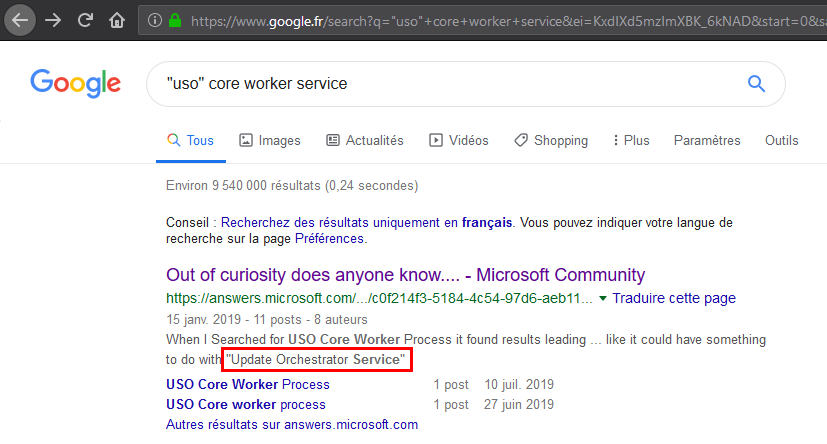 https://www.google.fr/search?q="uso"+core+worker+service&ei=KxdIXd5mzImXBK_6kNAD&start=0&sa
Google
"uso" core worker service
Tous Images Actualités Vidéos Shopping Plus Paramètres Outils
Environ 9 540 000 résultats (0,24 secondes)
Conseil : Recherchez des résultats uniquement en français. Vous pouvez indiquer votre langue de
recherche sur la page Préférences.
Out of curiosity does anyone know.... - Microsoft Community
https://answers.microsoft.com/.../c0f214f3-5184-4c54-97d6-aeb11... Traduire cette page
15 janv. 2019 - 11 posts - 8 auteurs
When I Searched for USO Core Worker Process it found results leading ... like it could have something
to do with "Update Orchestrator Service"
USO Core Worker Process 1 post 10 juil. 2019
USO Core worker process 1 post 27 juin 2019
Autres résultats sur answers.microsoft.com